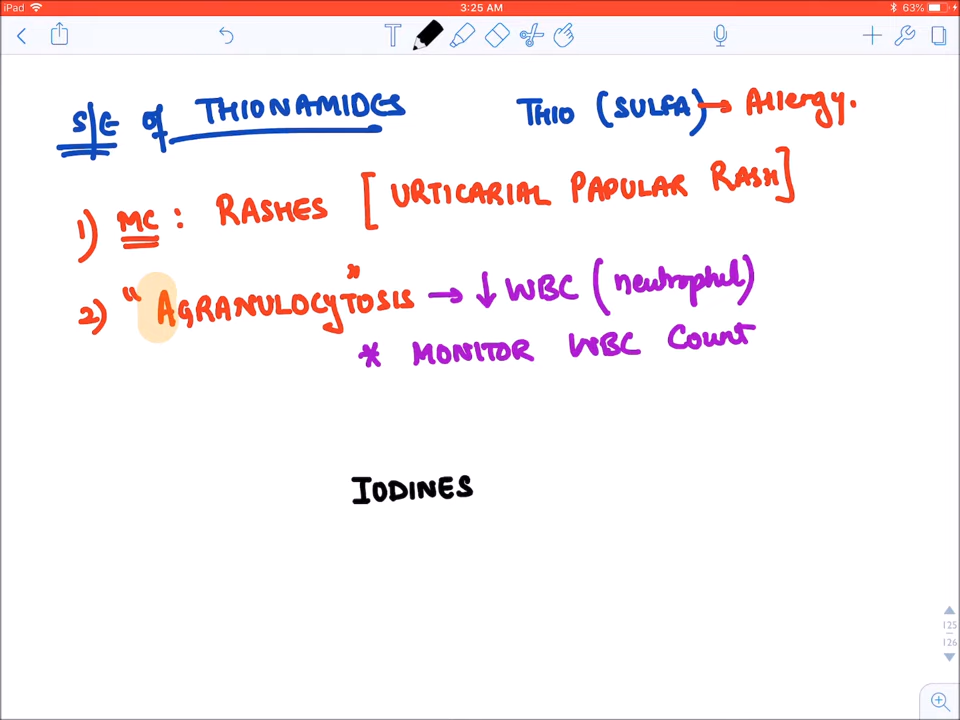 iPad 3:25 AM 63%
T
S/E of THIONAMIDES THIO (SULFA) → Allergy.
1) MC : RASHES [URTICARIAL PAPULAR RASH]
2) "AGRANULOCYTOSIS" → ↓ WBC (neutrophil)
* MONITOR WBC Count
IODINES
125
126